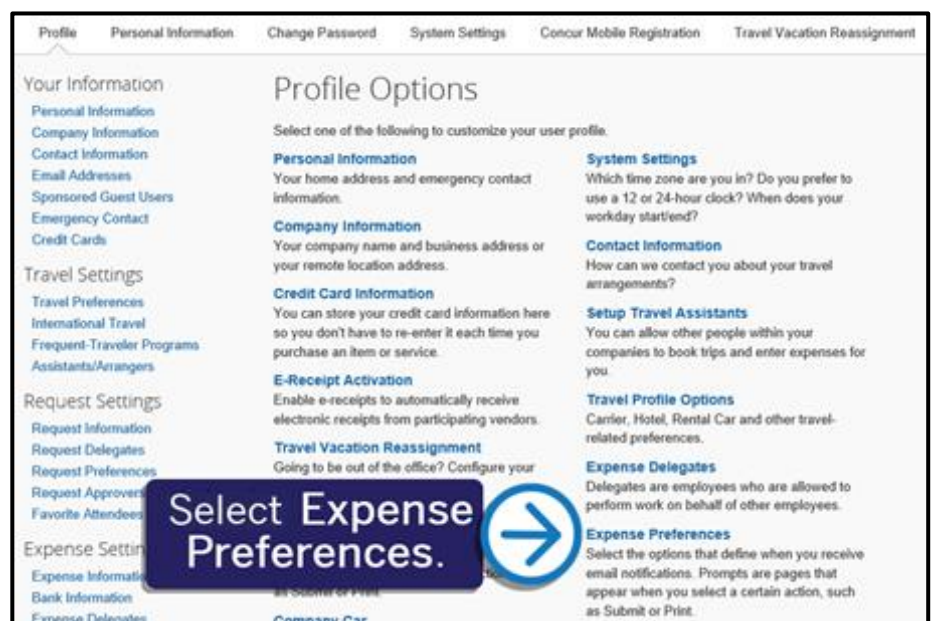 Profile Personal Information Change Password System Settings Concur Mobile Registration Travel Vacation Reassignment
Your Information
Personal Information
Company Information
Contact Information
Email Addresses
Sponsored Guest Users
Emergency Contact
Credit Cards
Travel Settings
Travel Preferences
International Travel
Frequent-Traveler Programs
Assistants/Arrangers
Request Settings
Request Information
Request Delegates
Request Preferences
Request Approvers
Favorite Attendees
Expense
Expense
Bank Information
Expense Delegates
Profile Options
Select one of the following to customize your user profile.
Personal Information
Your home address and emergency contact
information.
Company Information
Your company name and business address or
your remote location address.
Credit Card Information
You can store your credit card information here
so you don't have to re-enter it each time you
purchase an item or service.
E-Receipt Activation
Enable e-receipts to automatically receive
electronic receipts from participating vendors.
Travel Vacation Reassignment
Going to be out of the office? Configure your
as Submit or Print.
Company Car
System Settings
Which time zone are you in? Do you prefer to
use a 12 or 24-hour clock? When does your
workday start/end?
Contact Information
How can we contact you about your travel
arrangements?
Setup Travel Assistants
You can allow other people within your
companies to book trips and enter expenses for
you.
Travel Profile Options
Carrier, Hotel, Rental Car and other travel-
related preferences.
Expense Delegates
Delegates are employees who are allowed to
perform work on behalf of other employees.
Expense Preferences
Select the options that define when you receive
email notifications. Prompts are pages that
appear when you select a certain action, such
as Submit or Print.
Select Expense
Preferences.